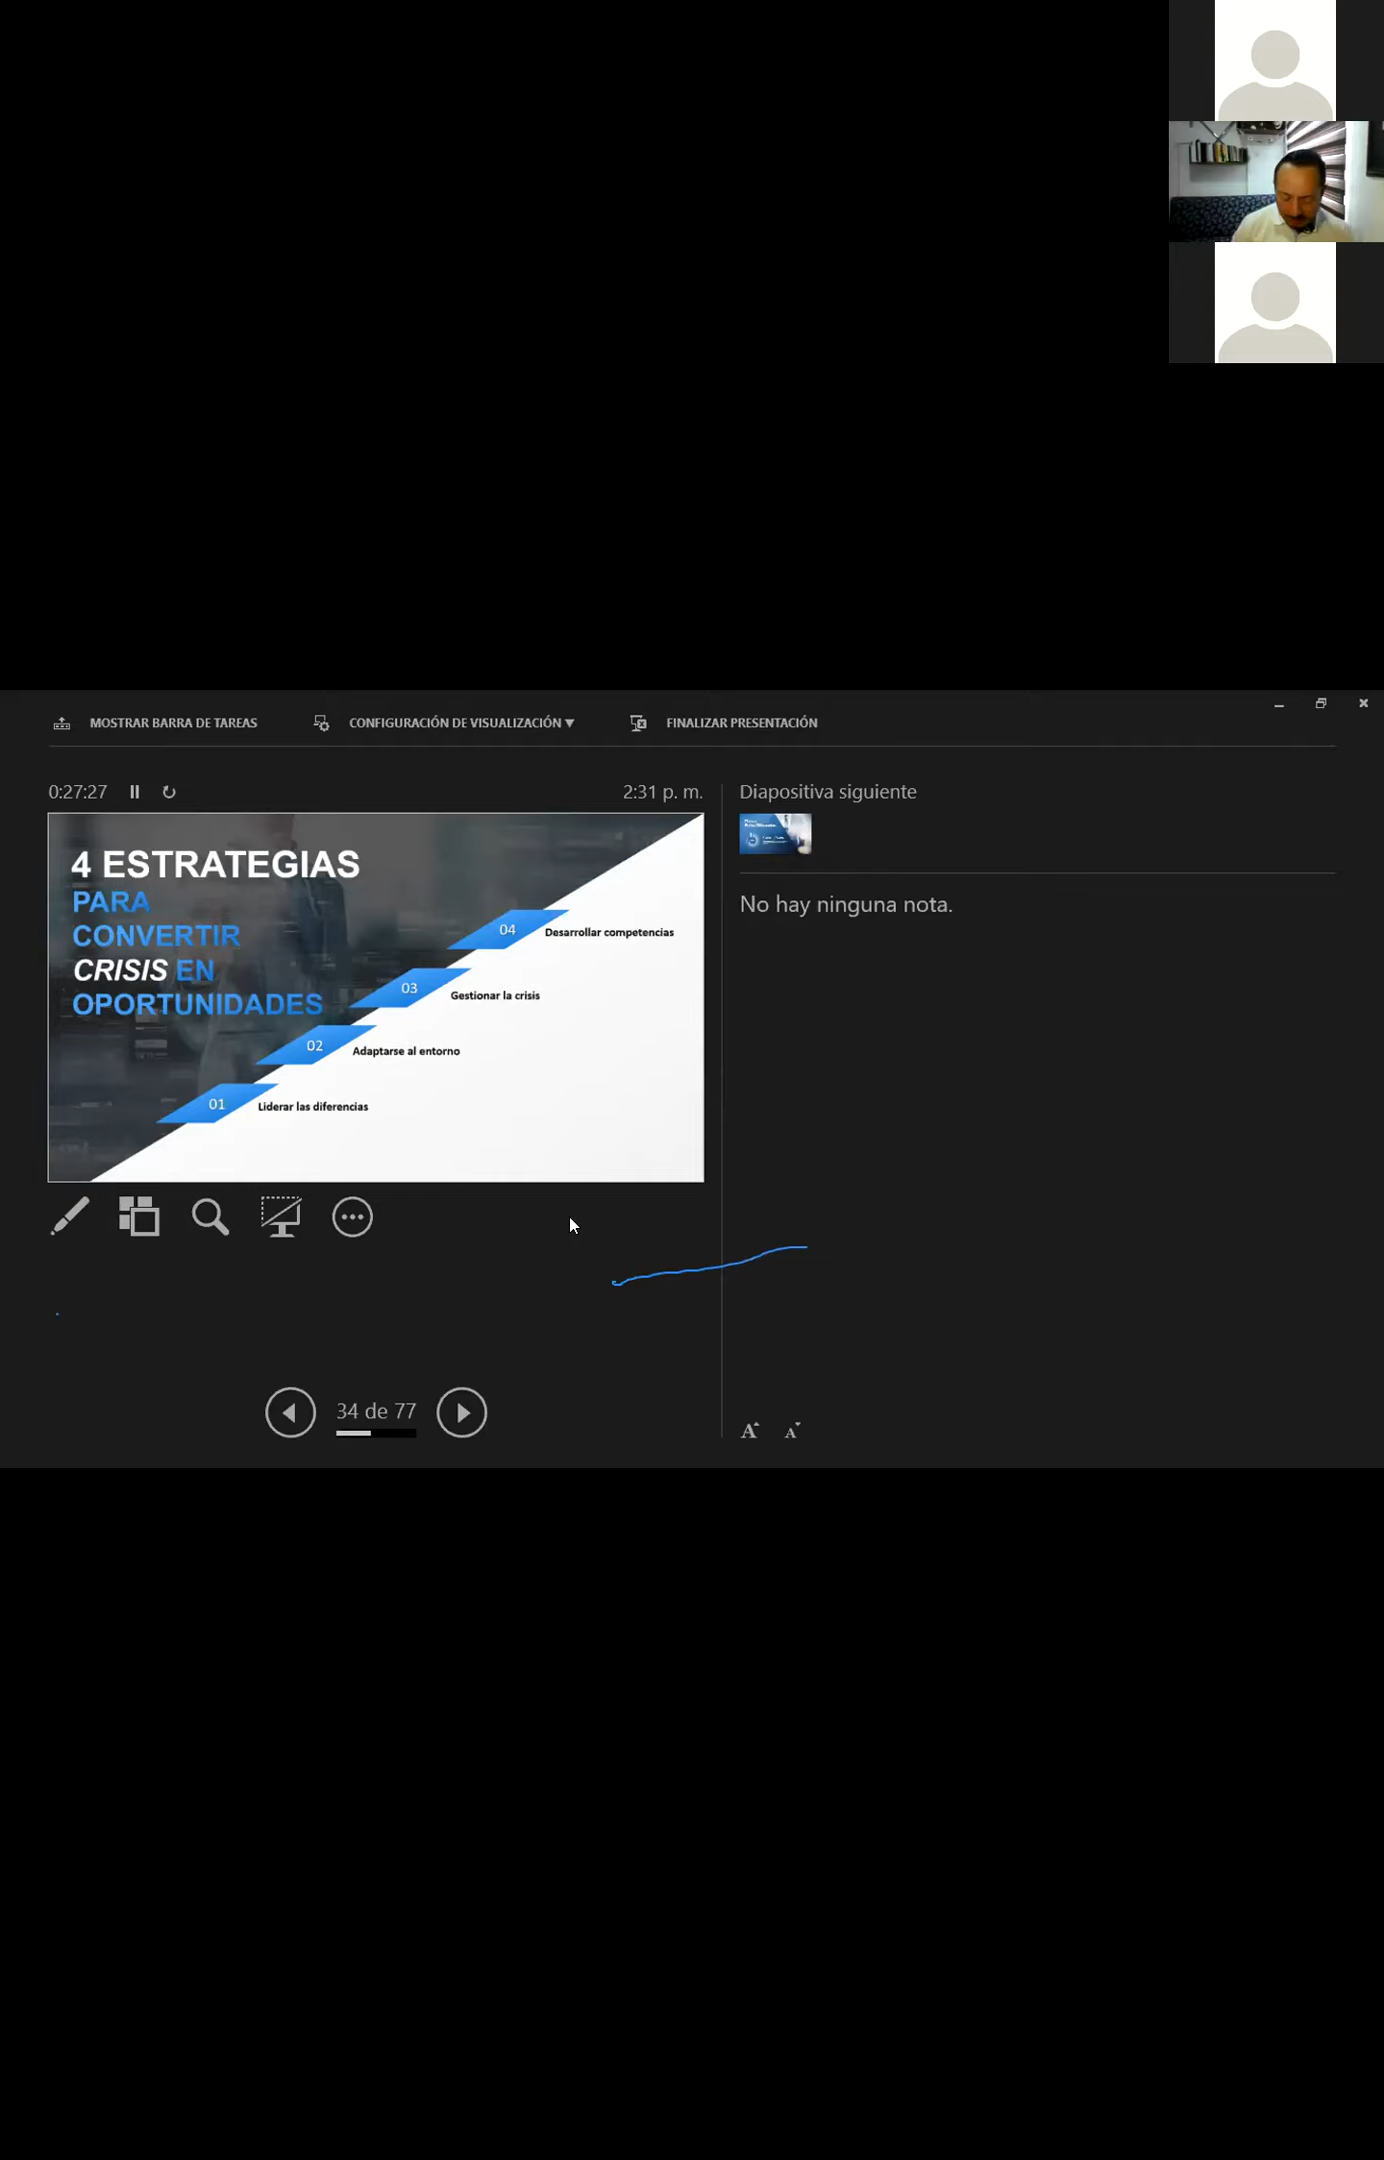 MOSTRAR BARRA DE TAREAS
CONFIGURACIÓN DE VISUALIZACIÓN ▼
FINALIZAR PRESENTACIÓN
0:27:27
2:31 p. m.
4 ESTRATEGIAS
PARA
CONVERTIR
CRISIS EN
OPORTUNIDADES
04 Desarrollar competencias
03 Gestionar la crisis
02 Adaptarse al entorno
01 Liderar las diferencias
34 de 77
Diapositiva siguiente
No hay ninguna nota.
A A